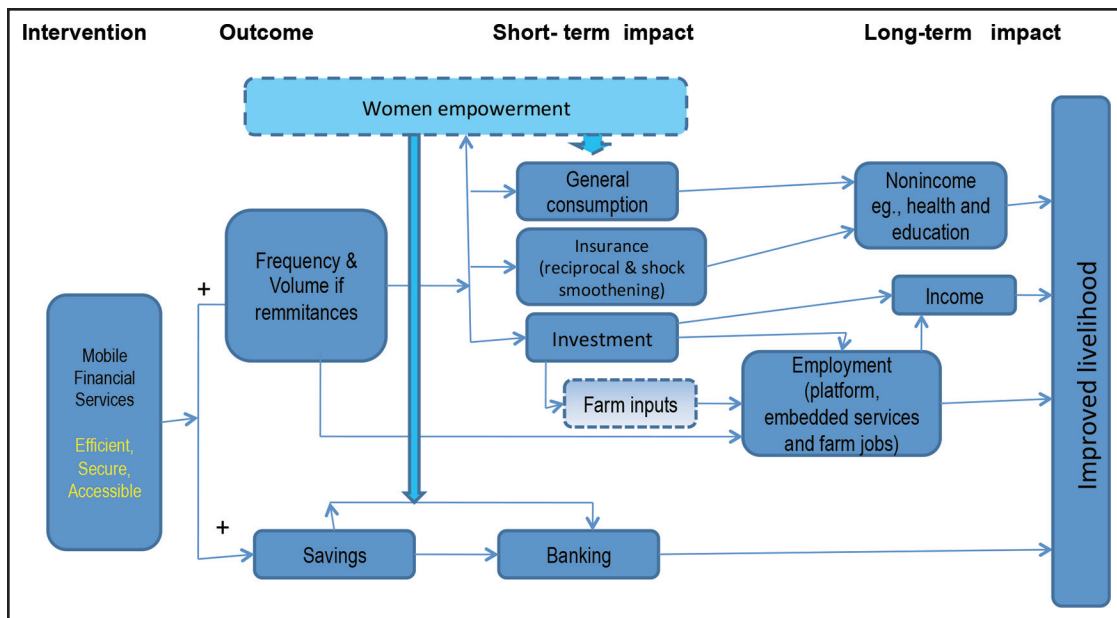 Intervention
Outcome
Short- term impact
Long-term impact
Women empowerment
General
consumption
Nonincome
eg., health and
education
Frequency &
Volume if
remmitances
Insurance
(reciprocal & shock
smoothening)
+
Income
Investment
Mobile
Financial
Services
Efficient,
Secure,
Accessible
Employment
(platform,
embedded services
and farm jobs)
Farm inputs
+
Savings
Banking
Improved livelihood